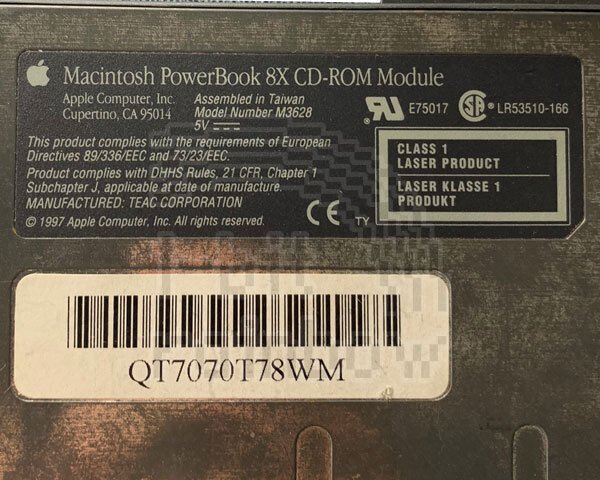 Macintosh PowerBook 8X CD-ROM Module
Apple Computer, Inc.
Cupertino, CA 95014
Assembled in Taiwan
Model Number M3628
5V
E75017
LR53510-166
This product complies with the requirements of European
Directives 89/336/EEC and 73/23/EEC.
Product complies with DHHS Rules, 21 CFR, Chapter 1
Subchapter J, applicable at date of manufacture.
MANUFACTURED: TEAC CORPORATION
© 1997 Apple Computer, Inc. All rights reserved.
CE
TY
CLASS 1
LASER PRODUCT
LASER KLASSE 1
PRODUKT
QT7070T78WM